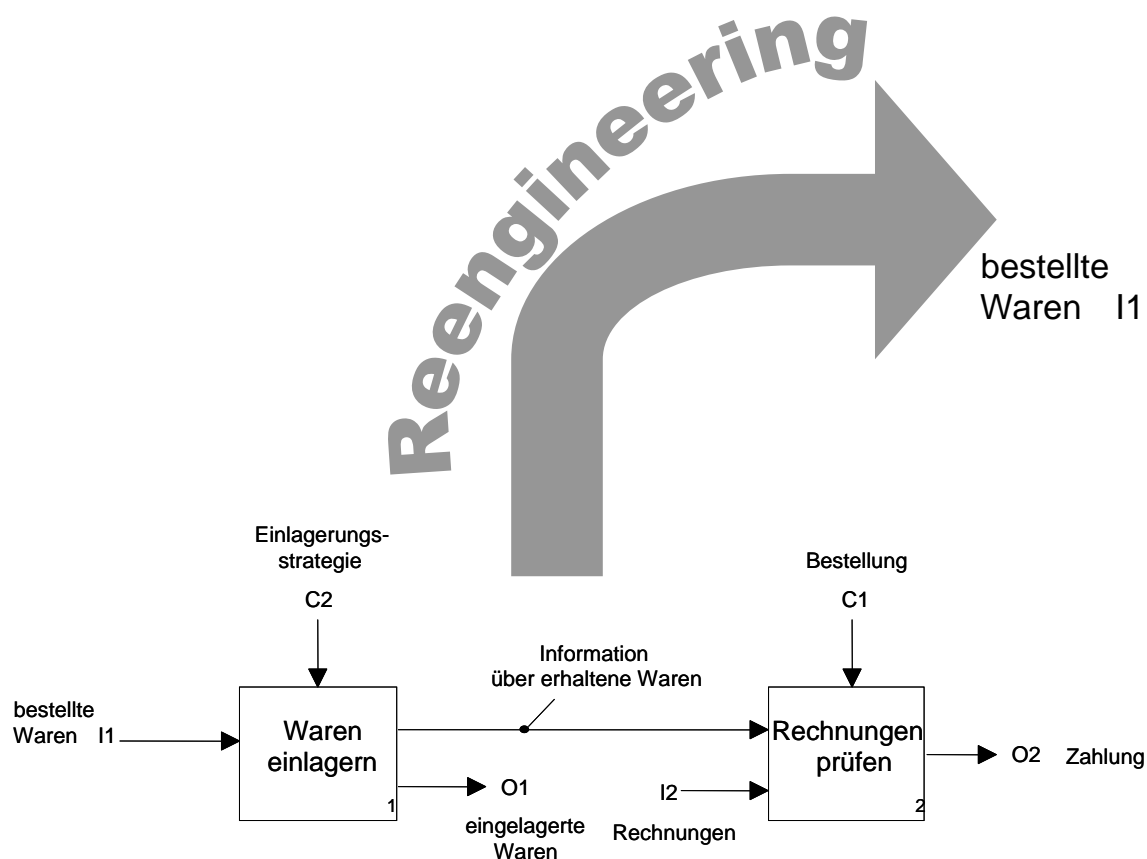 Reengineering
bestellte
Waren I1
Einlagerungs-
strategie
C2
Bestellung
C1
Information
über erhaltene Waren
bestellte
Waren I1
Waren
einlagern
1
Rechnungen
prüfen
2
O2 Zahlung
O1
eingelagerte
Waren
I2
Rechnungen